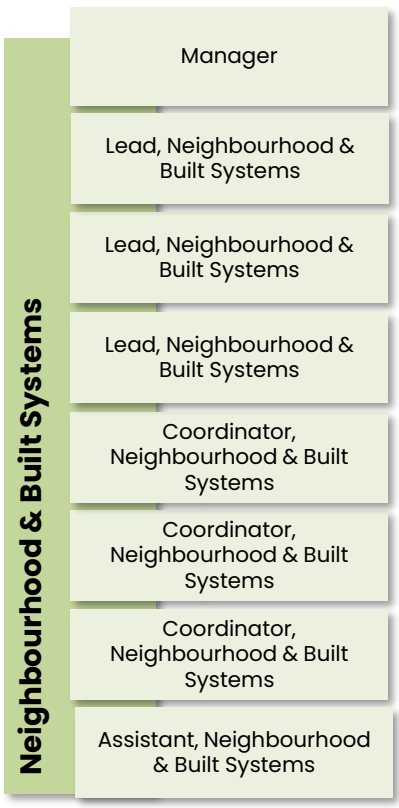 Manager
Lead, Neighbourhood &
Built Systems
Lead, Neighbourhood &
Built Systems
Lead, Neighbourhood &
Built Systems
Coordinator,
Neighbourhood & Built
Systems
Coordinator,
Neighbourhood & Built
Systems
Coordinator,
Neighbourhood & Built
Systems
Assistant, Neighbourhood
& Built Systems
Neighbourhood & Built Systems